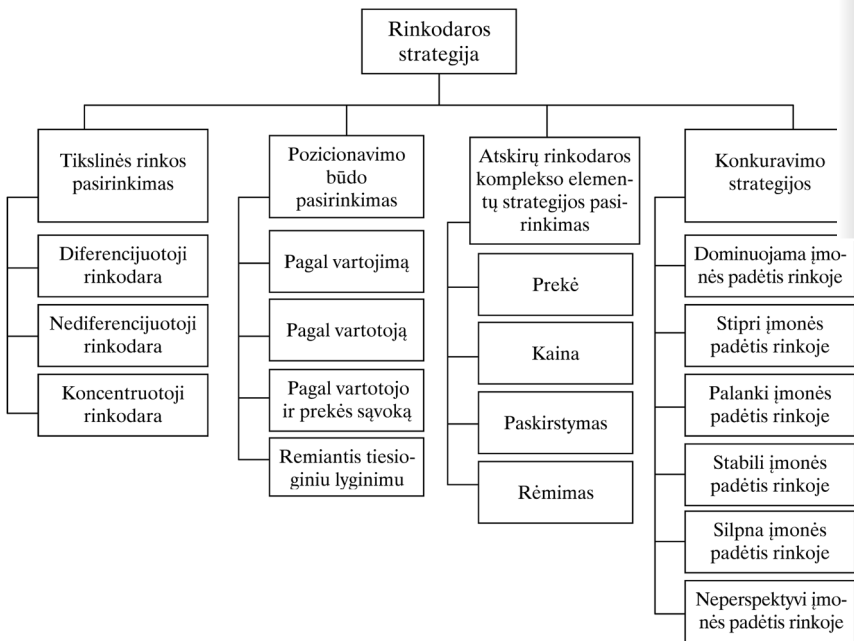 Rinkodaros
strategija
Tikslinės rinkos
pasirinkimas
Diferencijuotoji
rinkodara
Nediferencijuotoji
rinkodara
Koncentruotoji
rinkodara
Pozicionavimo
būdo
pasirinkimas
Pagal vartojimą
Pagal vartotoją
Pagal vartotojo
ir prekės sąvoką
Remiantis tiesio-
giniu lyginimu
Atskirų rinkodaros
komplekso elemen-
tų strategijos pasi-
rinkimas
Prekė
Kaina
Paskirstymas
Rėmimas
Konkuravimo
strategijos
Dominuojama įmo-
nės padėtis rinkoje
Stipri įmonės
padėtis rinkoje
Palanki įmonės
padėtis rinkoje
Stabili įmonės
padėtis rinkoje
Silpna įmonės
padėtis rinkoje
Neperspektyvi įmo-
nės padėtis rinkoje